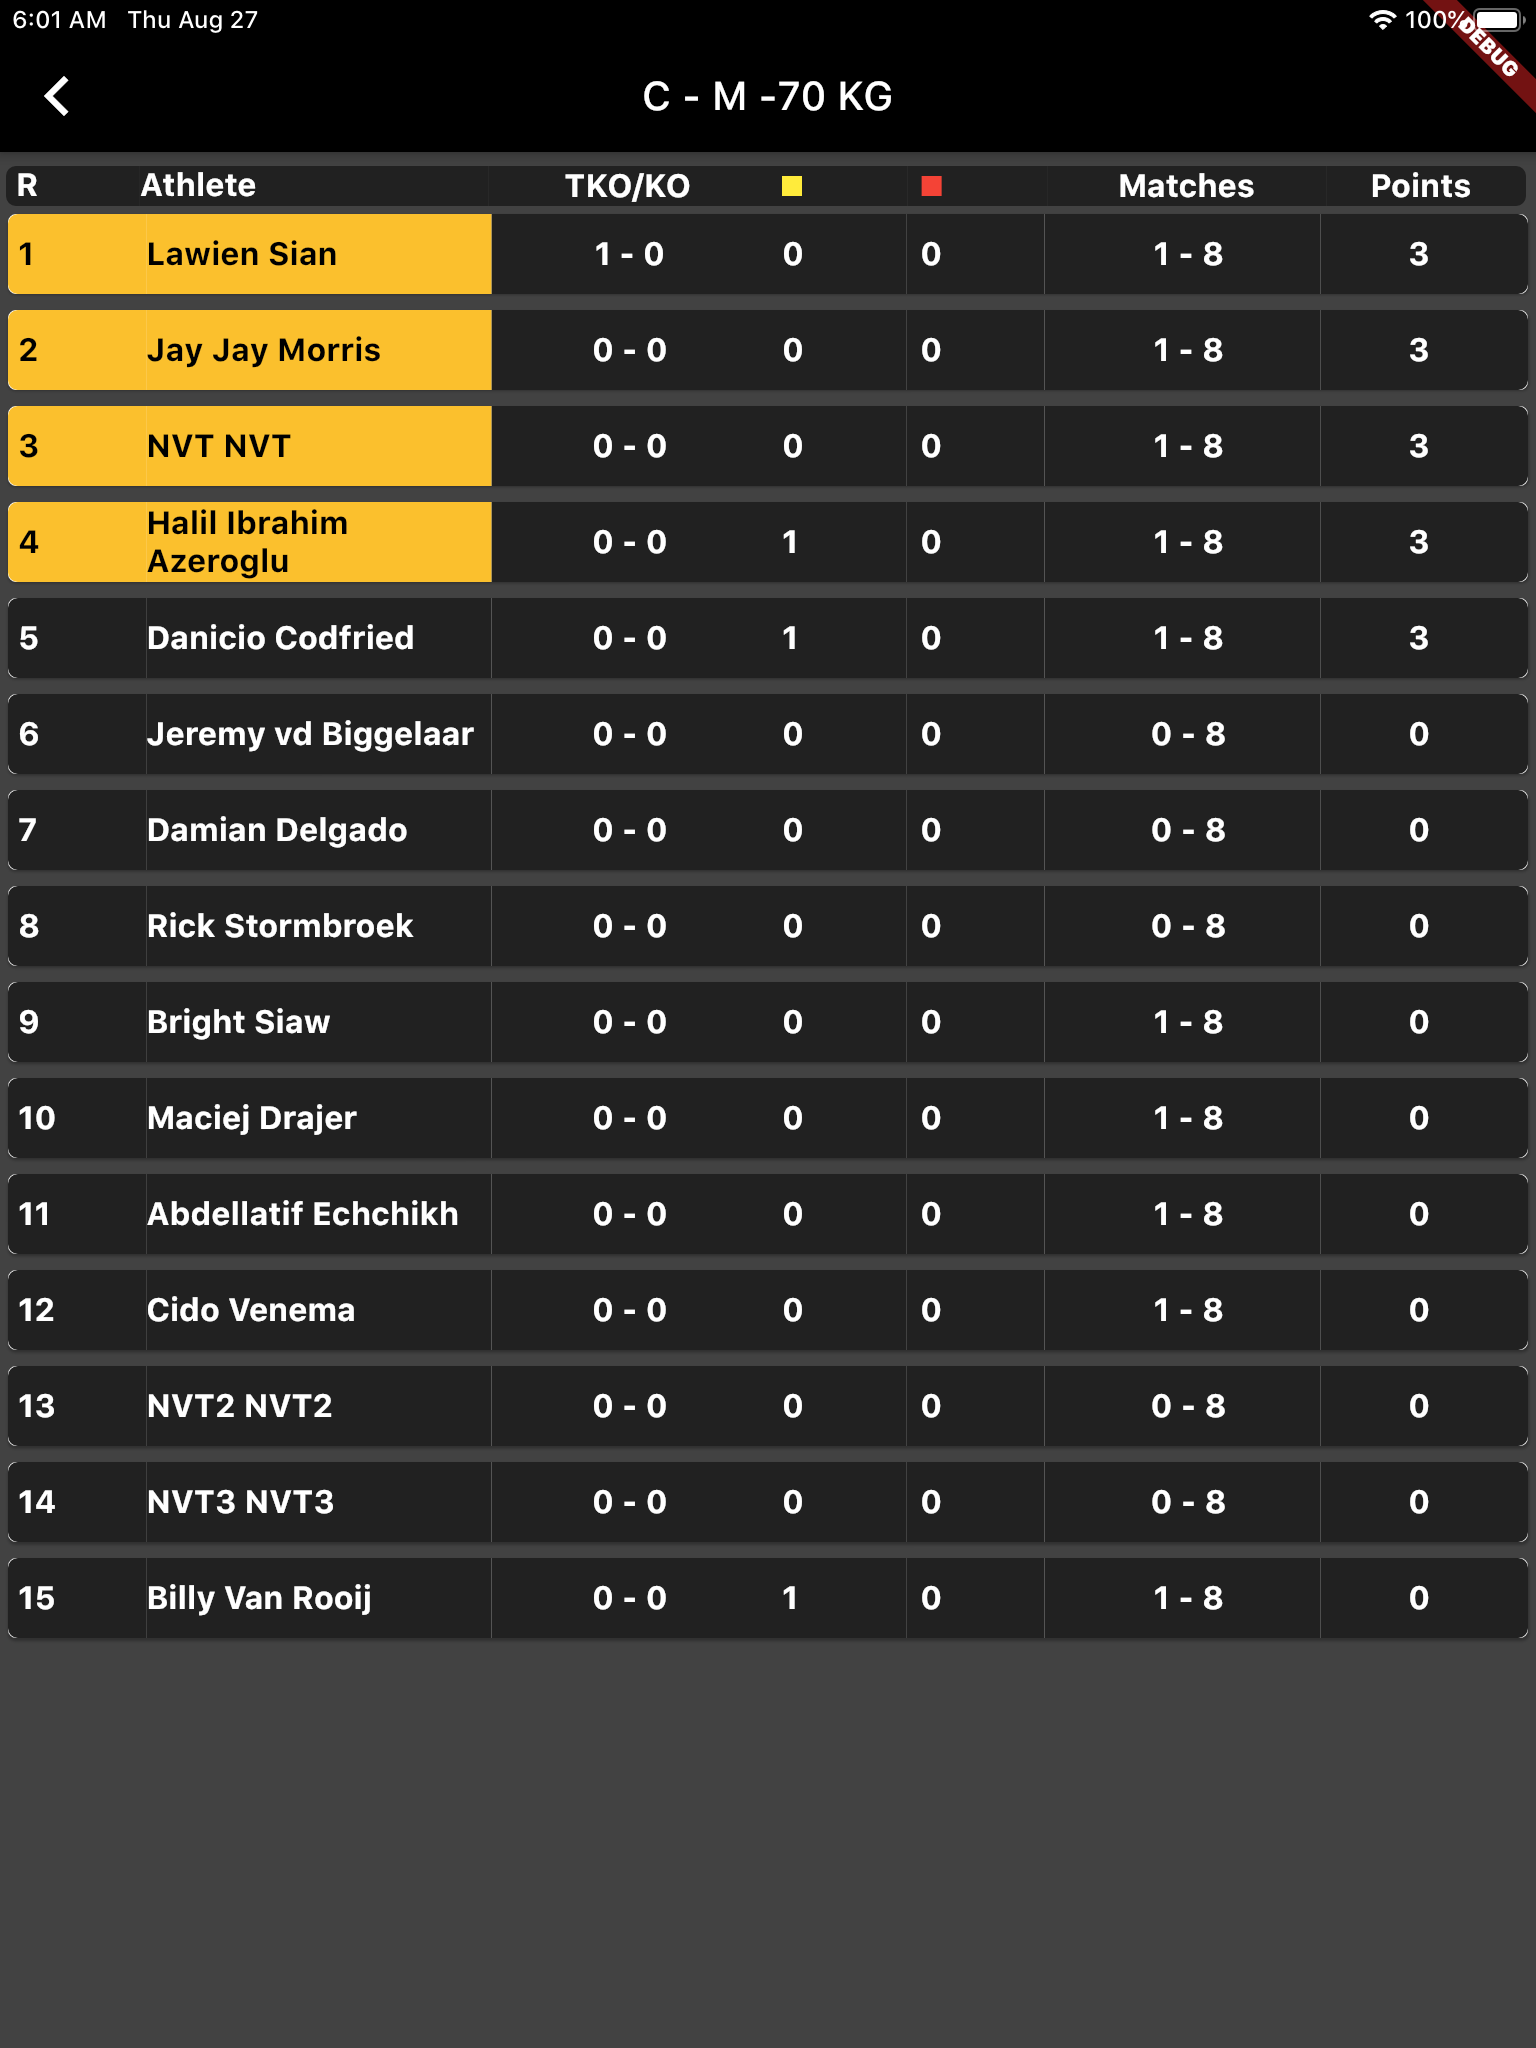 6:01 AM Thu Aug 27 100%
DEBUG
C - M -70 KG
R Athlete TKO/KO Matches Points
1 Lawien Sian 1 - 0 0 0 1 - 8 3
2 Jay Jay Morris 0 - 0 0 0 1 - 8 3
3 NVT NVT 0 - 0 0 0 1 - 8 3
4 Halil Ibrahim
Azeroglu 0 - 0 1 0 1 - 8 3
5 Danicio Codfried 0 - 0 1 0 1 - 8 3
6 Jeremy vd Biggelaar 0 - 0 0 0 0 - 8 0
7 Damian Delgado 0 - 0 0 0 0 - 8 0
8 Rick Stormbroek 0 - 0 0 0 0 - 8 0
9 Bright Siaw 0 - 0 0 0 1 - 8 0
10 Maciej Drajer 0 - 0 0 0 1 - 8 0
11 Abdellatif Echchikh 0 - 0 0 0 1 - 8 0
12 Cido Venema 0 - 0 0 0 1 - 8 0
13 NVT2 NVT2 0 - 0 0 0 0 - 8 0
14 NVT3 NVT3 0 - 0 0 0 0 - 8 0
15 Billy Van Rooij 0 - 0 1 0 1 - 8 0